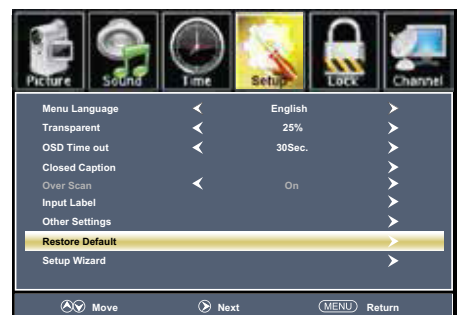 Picture Sound Time Setup Lock Channel
Menu Language English
Transparent 25%
OSD Time out 30Sec.
Closed Caption
Over Scan On
Input Label
Other Settings
Restore Default
Setup Wizard
Move Next MENU Return